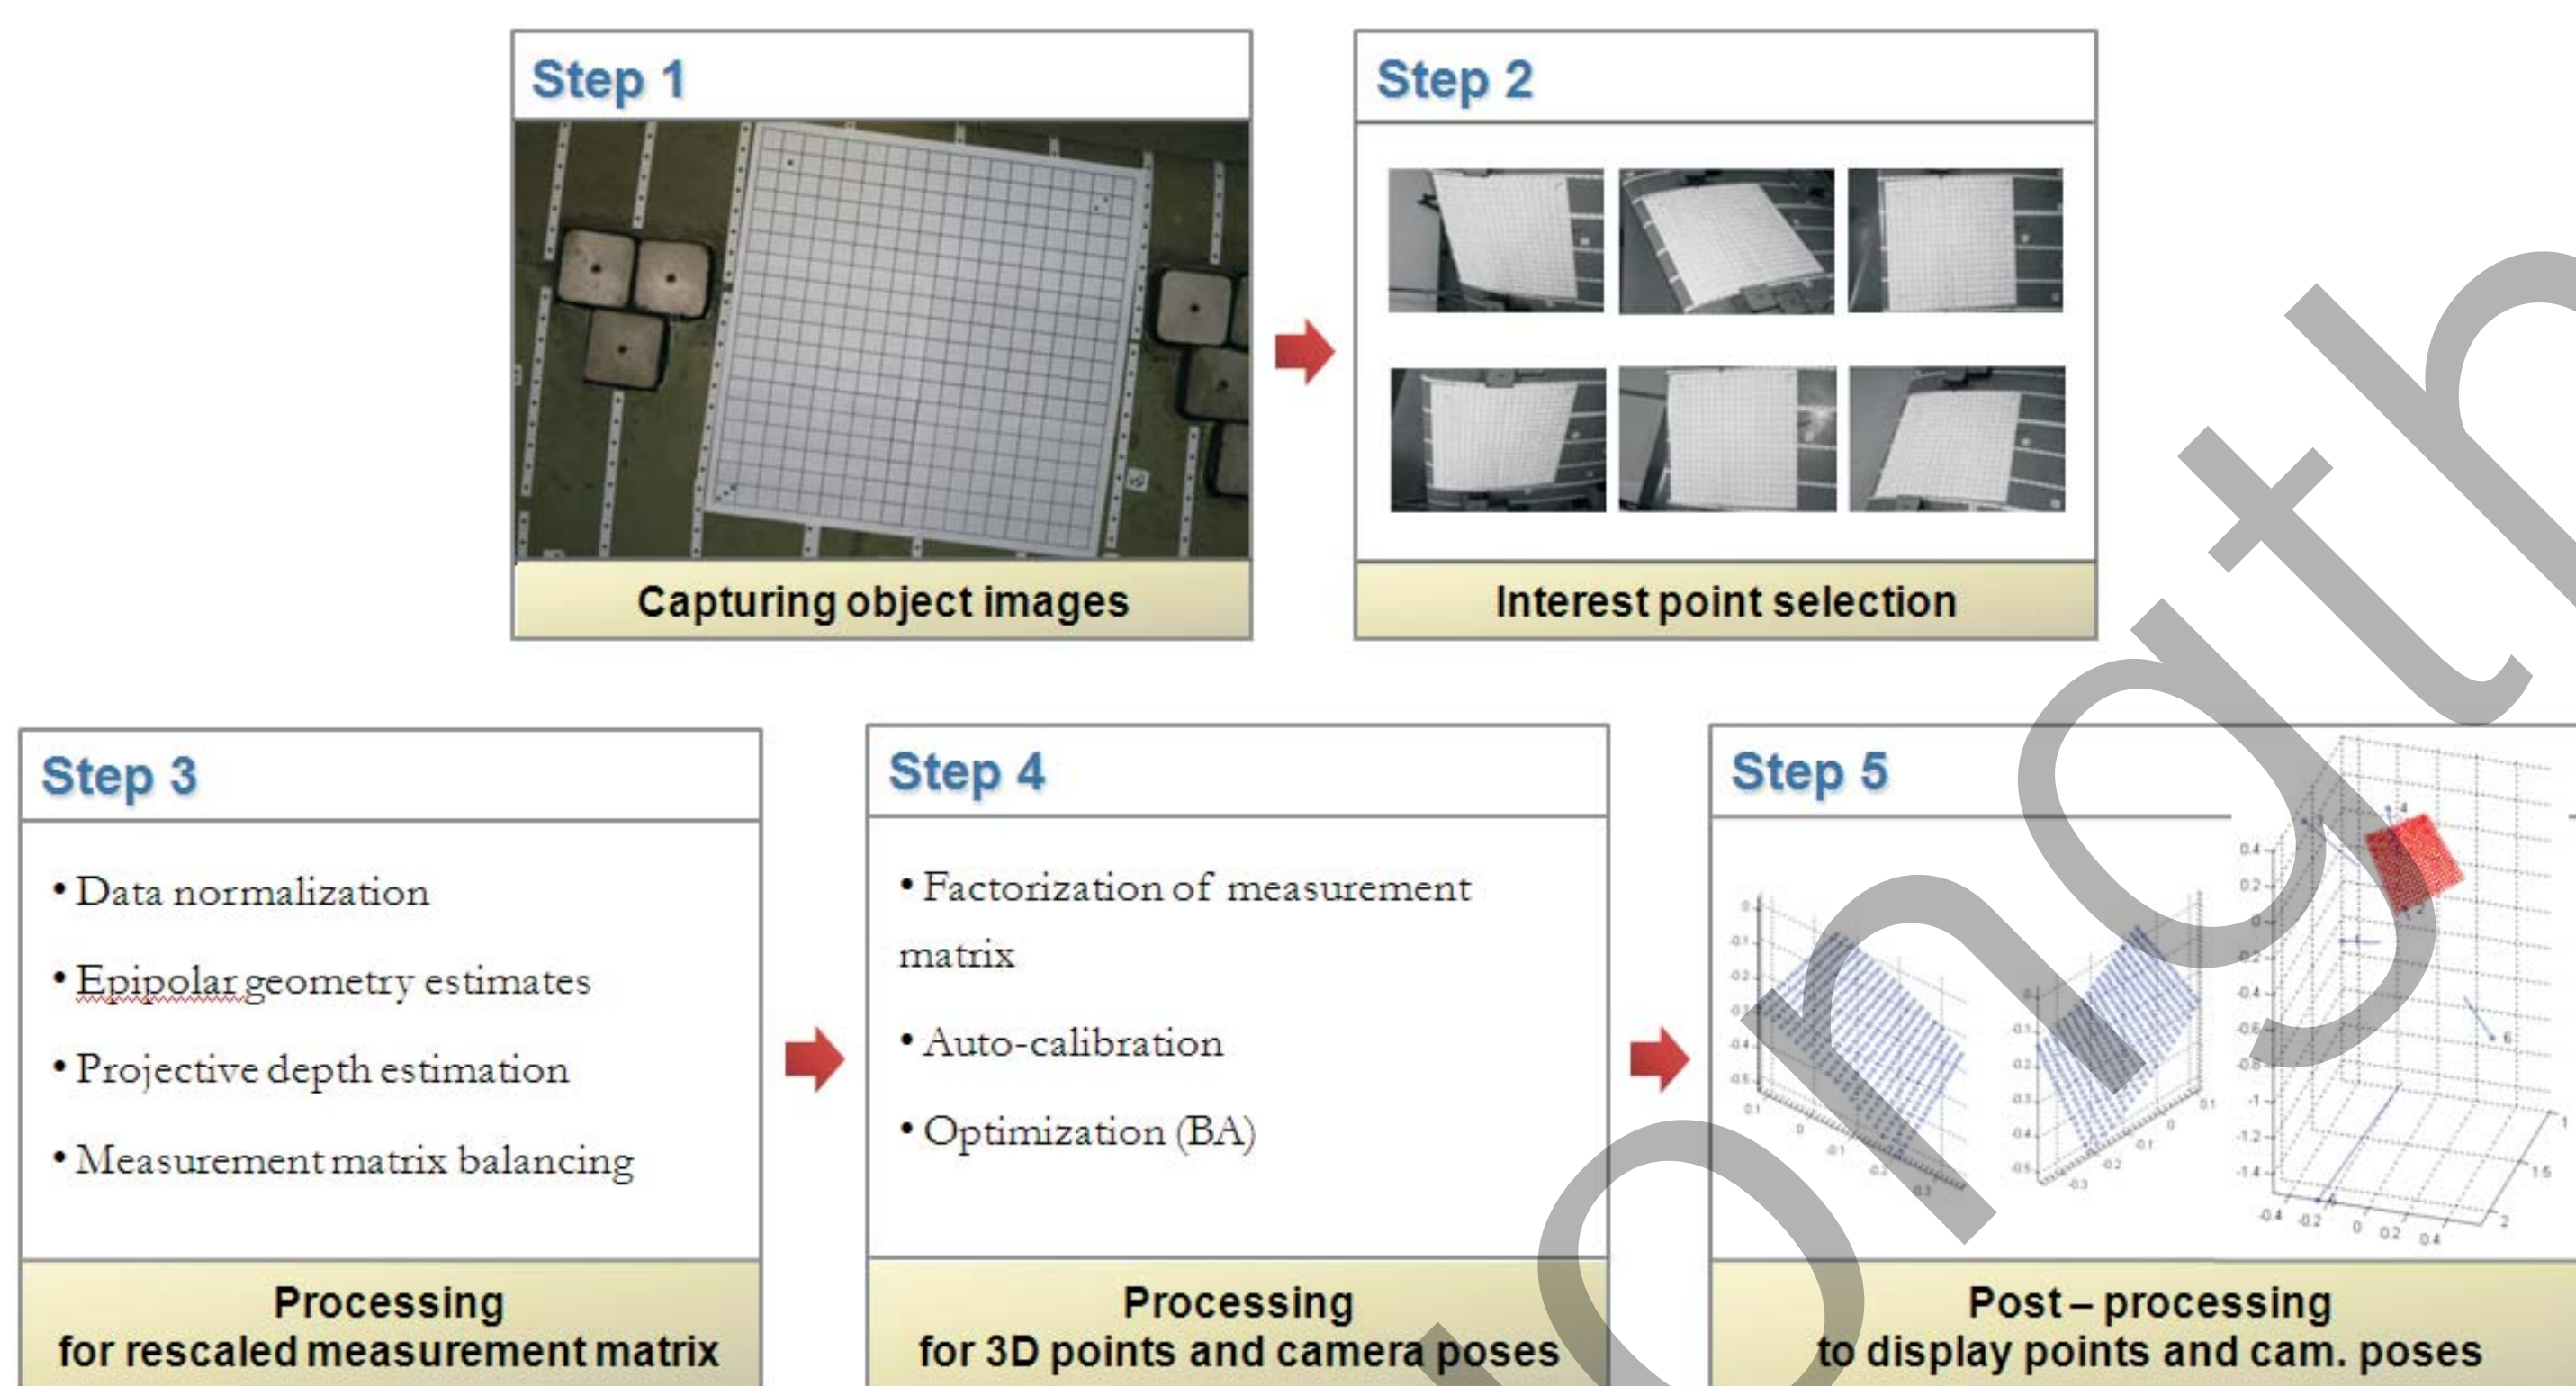 Step 1
Capturing object images
Step 2
Interest point selection
Step 3
• Data normalization
• Epipolar geometry estimates
• Projective depth estimation
• Measurement matrix balancing
Processing
for rescaled measurement matrix
Step 4
• Factorization of measurement
matrix
• Auto-calibration
• Optimization (BA)
Processing
for 3D points and camera poses
Step 5
Post – processing
to display points and cam. poses